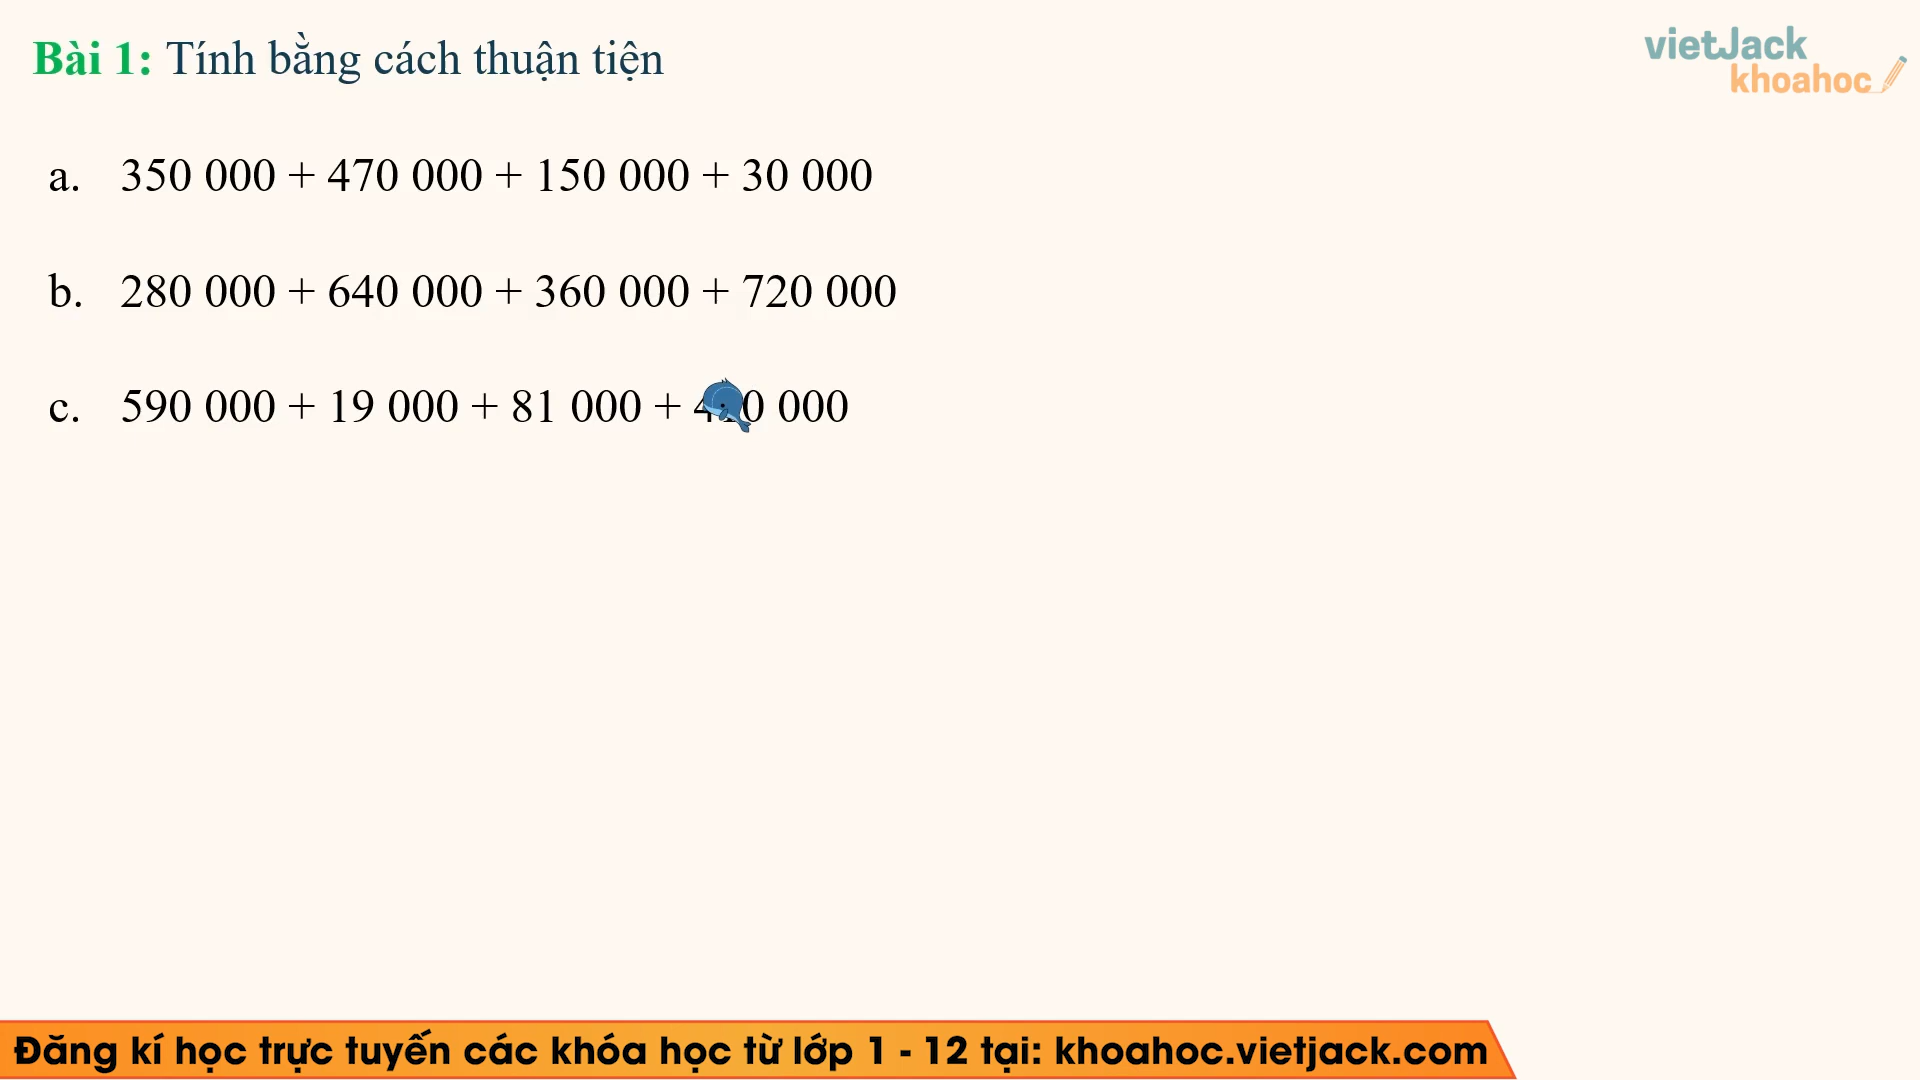 Bài 1: Tính bằng cách thuận tiện
vietJack
khoahoc
a. 350 000 + 470 000 + 150 000 + 30 000
b. 280 000 + 640 000 + 360 000 + 720 000
c. 590 000 + 19 000 + 81 000 + 000
Đăng kí học trực tuyến các khóa học từ lớp 1 - 12 tại: khoahoc.vietjack.com